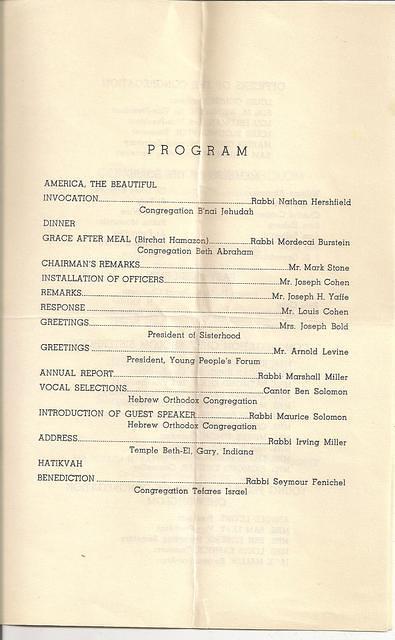 PROGRAM
AMERICA, THE BEAUTIFUL
INVOCATION....................Rabbi Nathan Hershfield
Congregation B'nai Jehudah
DINNER
GRACE AFTER MEAL (Birchat Hamazon)..........Rabbi Mordecai Burstein
Congregation Beth Abraham
CHAIRMAN'S REMARKS....................Mr. Mark Stone
INSTALLATION OF OFFICERS....................Mr. Joseph Cohen
REMARKS....................Mr. Joseph H. Yaffe
RESPONSE....................Mr. Louis Cohen
GREETINGS....................Mrs. Joseph Bold
President of Sisterhood
GREETINGS....................Mr. Arnold Levine
President, Young People's Forum
ANNUAL REPORT....................Rabbi Marshall Miller
VOCAL SELECTIONS....................Cantor Ben Solomon
Hebrew Orthodox Congregation
INTRODUCTION OF GUEST SPEAKER..........Rabbi Maurice Solomon
Hebrew Orthodox Congregation
ADDRESS....................Rabbi Irving Miller
Temple Beth-El, Gary, Indiana
HATIKVAH
BENEDICTION....................Rabbi Seymour Fenichel
Congregation Tefares Israel